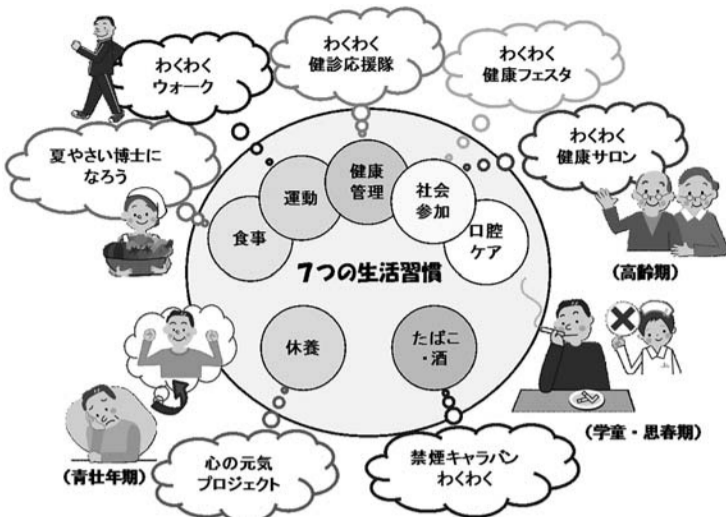 わくわく
ウォーク
わくわく
健診応援隊
わくわく
健康フェスタ
夏やさい博士に
なろう
わくわく
健康サロン
食事
運動
健康
管理
社会
参加
口腔
ケア
7つの生活習慣
(高齢期)
休養
たばこ
・酒
(青壮年期)
心の元気
プロジェクト
禁煙キャラバン
わくわく
(学童・思春期)